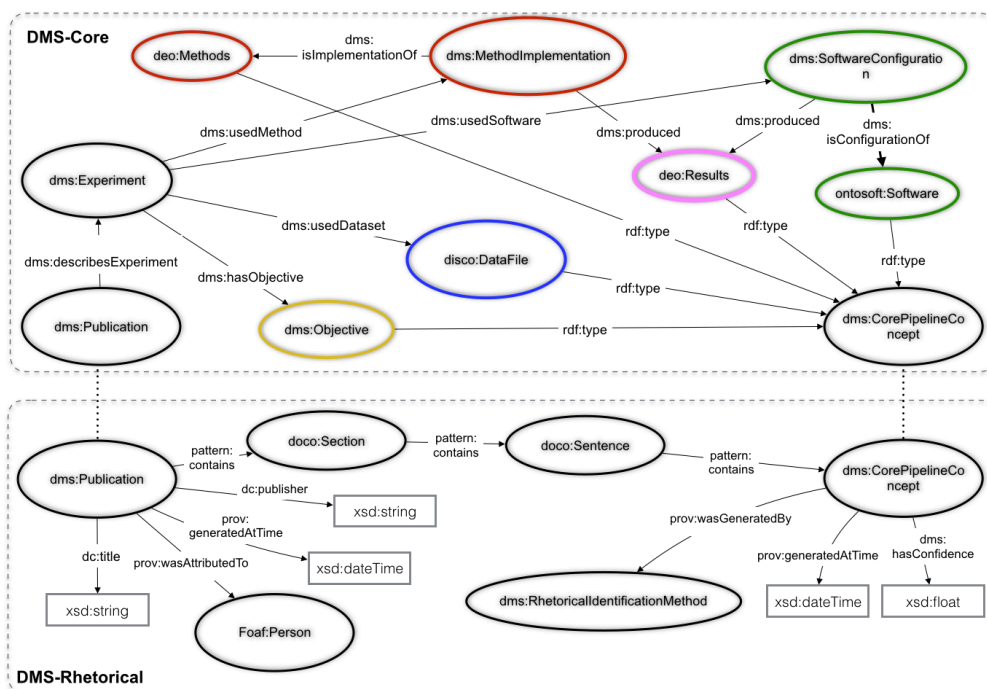 DMS-Core
deo:Methods
dms:
isImplementationOf
dms:MethodImplementation
dms:SoftwareConfiguratio
n
dms:usedMethod
dms:usedSoftware
dms:produced
dms:produced
dms:
isConfigurationOf
dms:Experiment
deo:Results
ontosoft:Software
dms:usedDataset
rdf:type
rdf:type
dms:describesExperiment
dms:hasObjective
disco:DataFile
rdf:type
rdf:type
dms:Publication
dms:Objective
rdf:type
dms:CorePipelineConc
ept
pattern:
contains
doco:Section
pattern:
contains
doco:Sentence
pattern:
contains
dms:Publication
dms:CorePipelineConc
ept
dc:publisher
xsd:string
prov:
generatedAtTime
prov:wasGeneratedBy
dc:title
prov:wasAttributedTo
xsd:dateTime
prov:generatedAtTime
dms:
hasConfidence
xsd:string
Foaf:Person
dms:RhetoricalIdentificationMethod
xsd:dateTime
xsd:float
DMS-Rhetorical